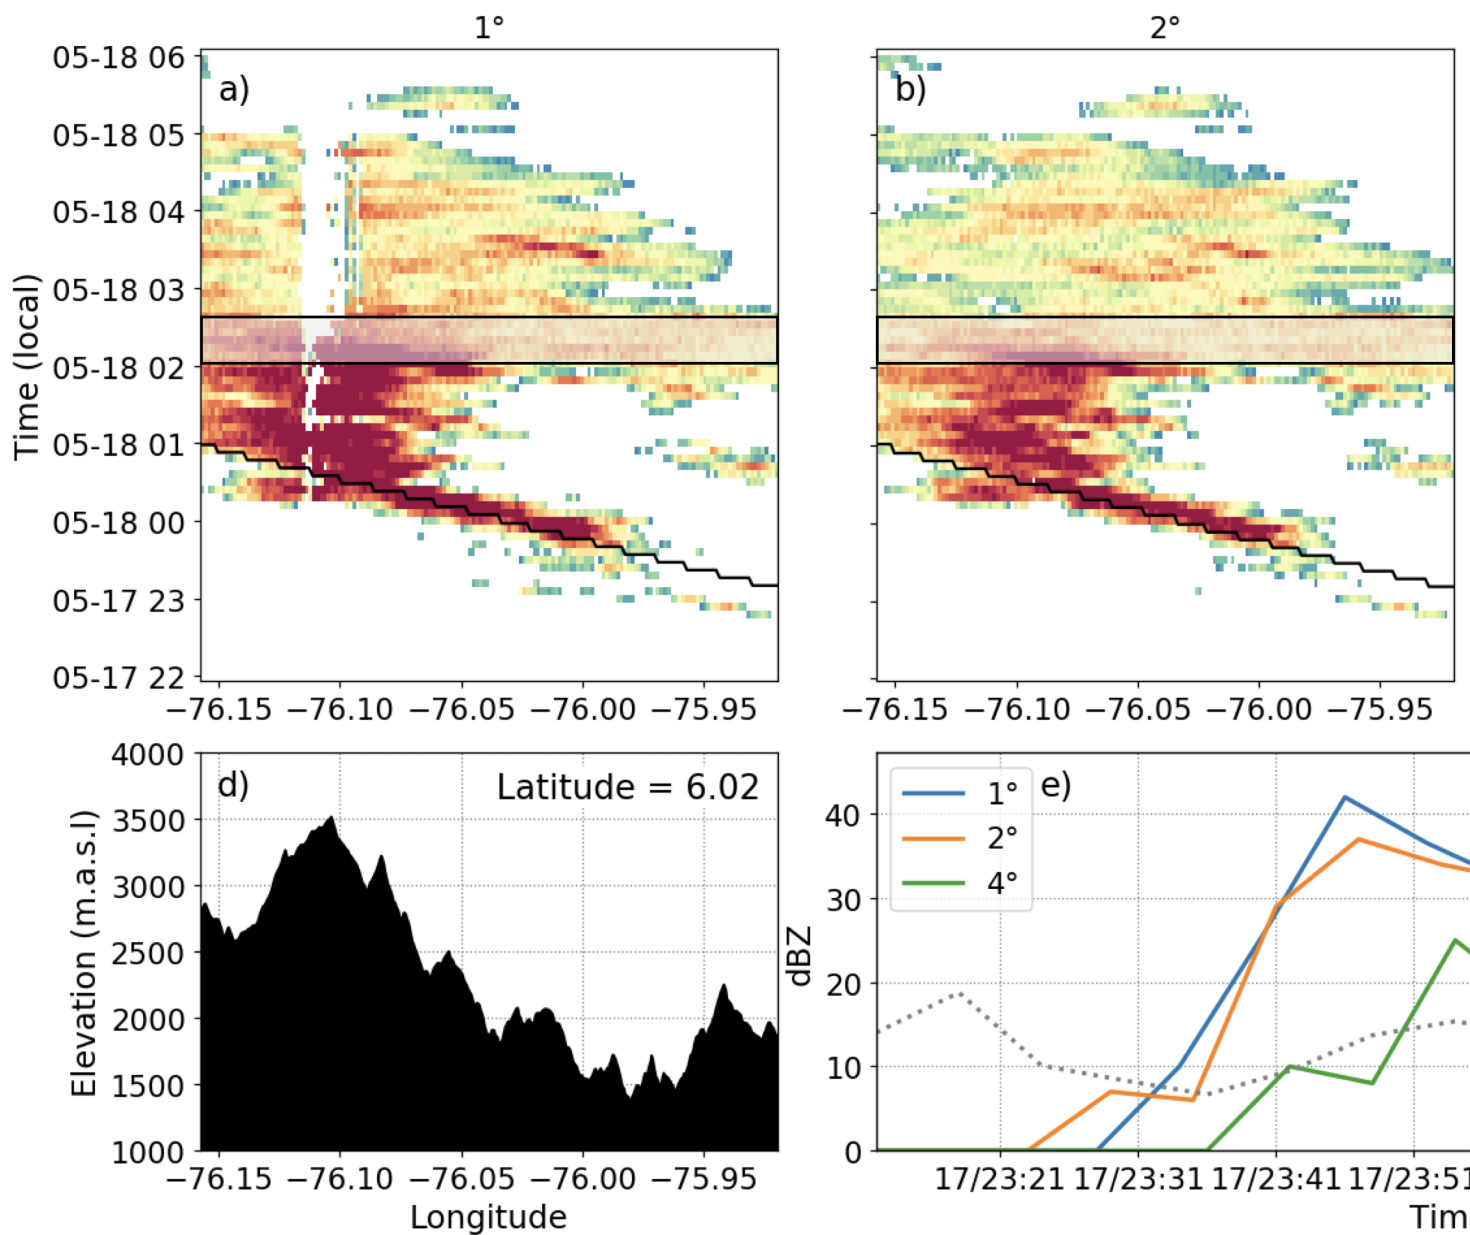 1°
2°
a)
b)
05-18 06
05-18 05
05-18 04
05-18 03
05-18 02
05-18 01
05-18 00
05-17 23
05-17 22
Time (local)
−76.15 −76.10 −76.05 −76.00 −75.95
−76.15 −76.10 −76.05 −76.00 −75.95
d)
Latitude = 6.02
4000
3500
3000
2500
2000
1500
1000
Elevation (m.a.s.l)
−76.15 −76.10 −76.05 −76.00 −75.95
Longitude
e)
1°
2°
4°
40
30
20
10
0
dBZ
17/23:21 17/23:31 17/23:41 17/23:51
Tim